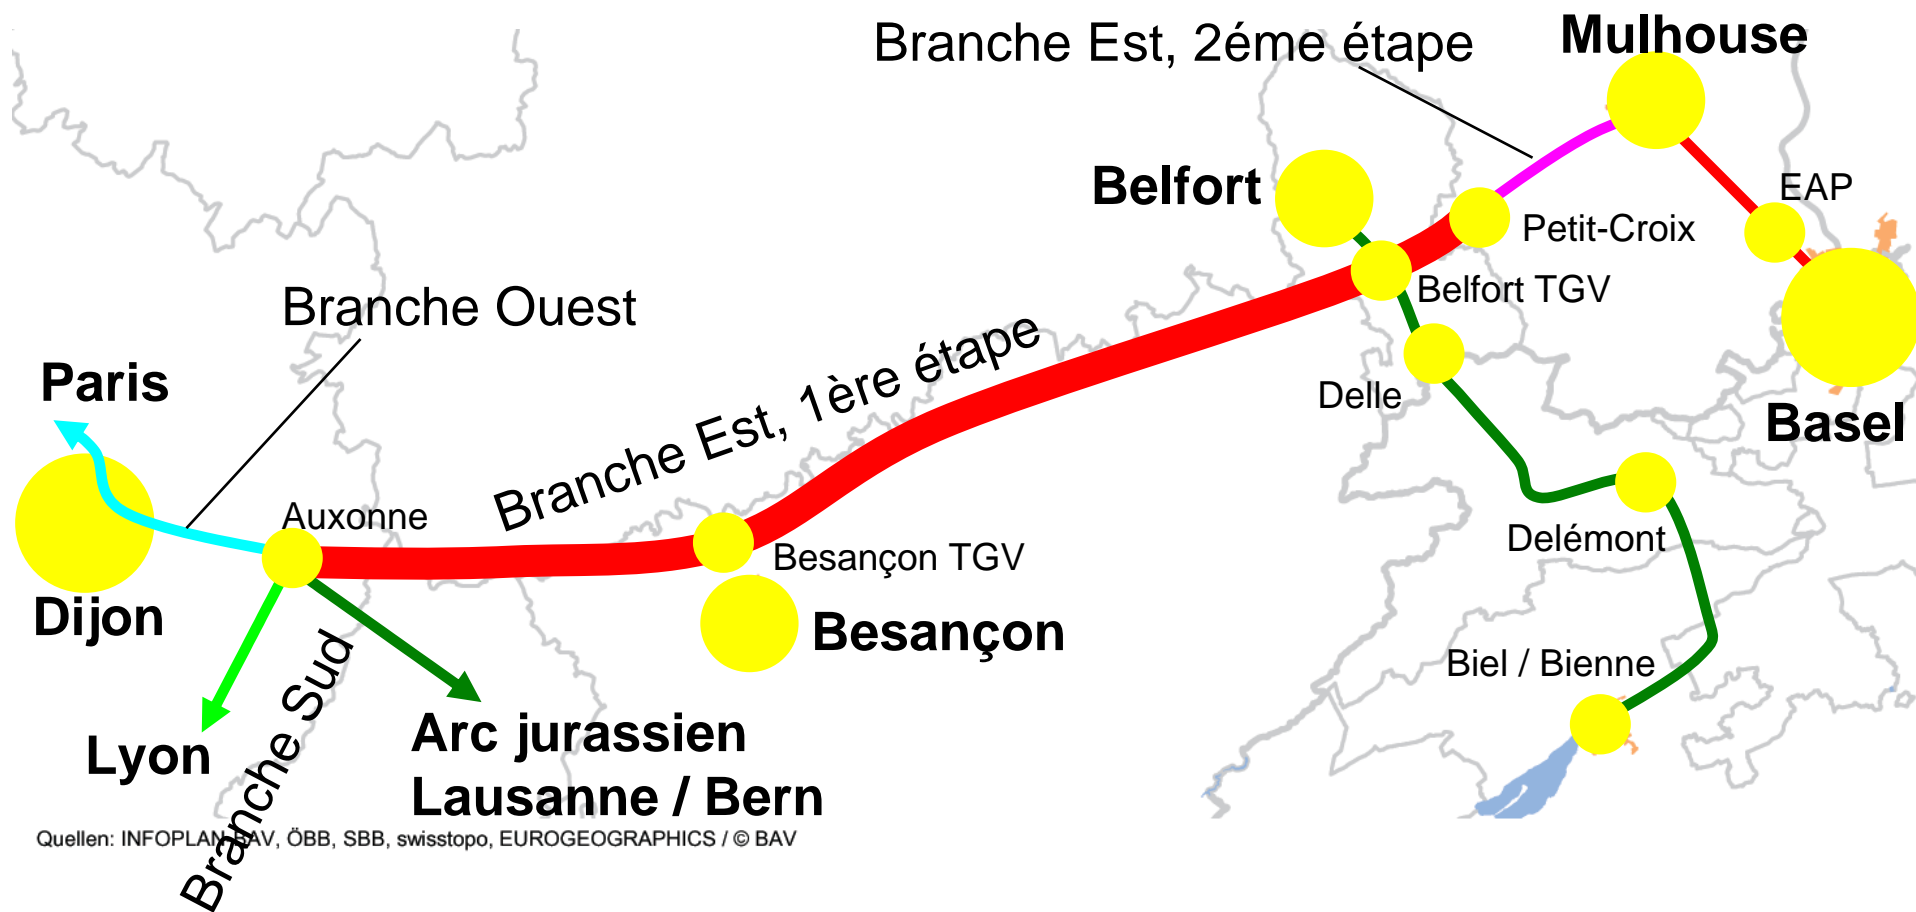 Branche Est, 2éme étape
Mulhouse
Belfort
EAP
Petit-Croix
Belfort TGV
Branche Ouest
Branche Est, 1ère étape
Paris
Delle
Basel
Auxonne
Besançon TGV
Delémont
Dijon
Besançon
Branche Sud
Biel / Bienne
Lyon
Arc jurassien
Lausanne / Bern
Quellen: INFOPLAN-BAV, ÖBB, SBB, swisstopo, EUROGEOGRAPHICS / © BAV